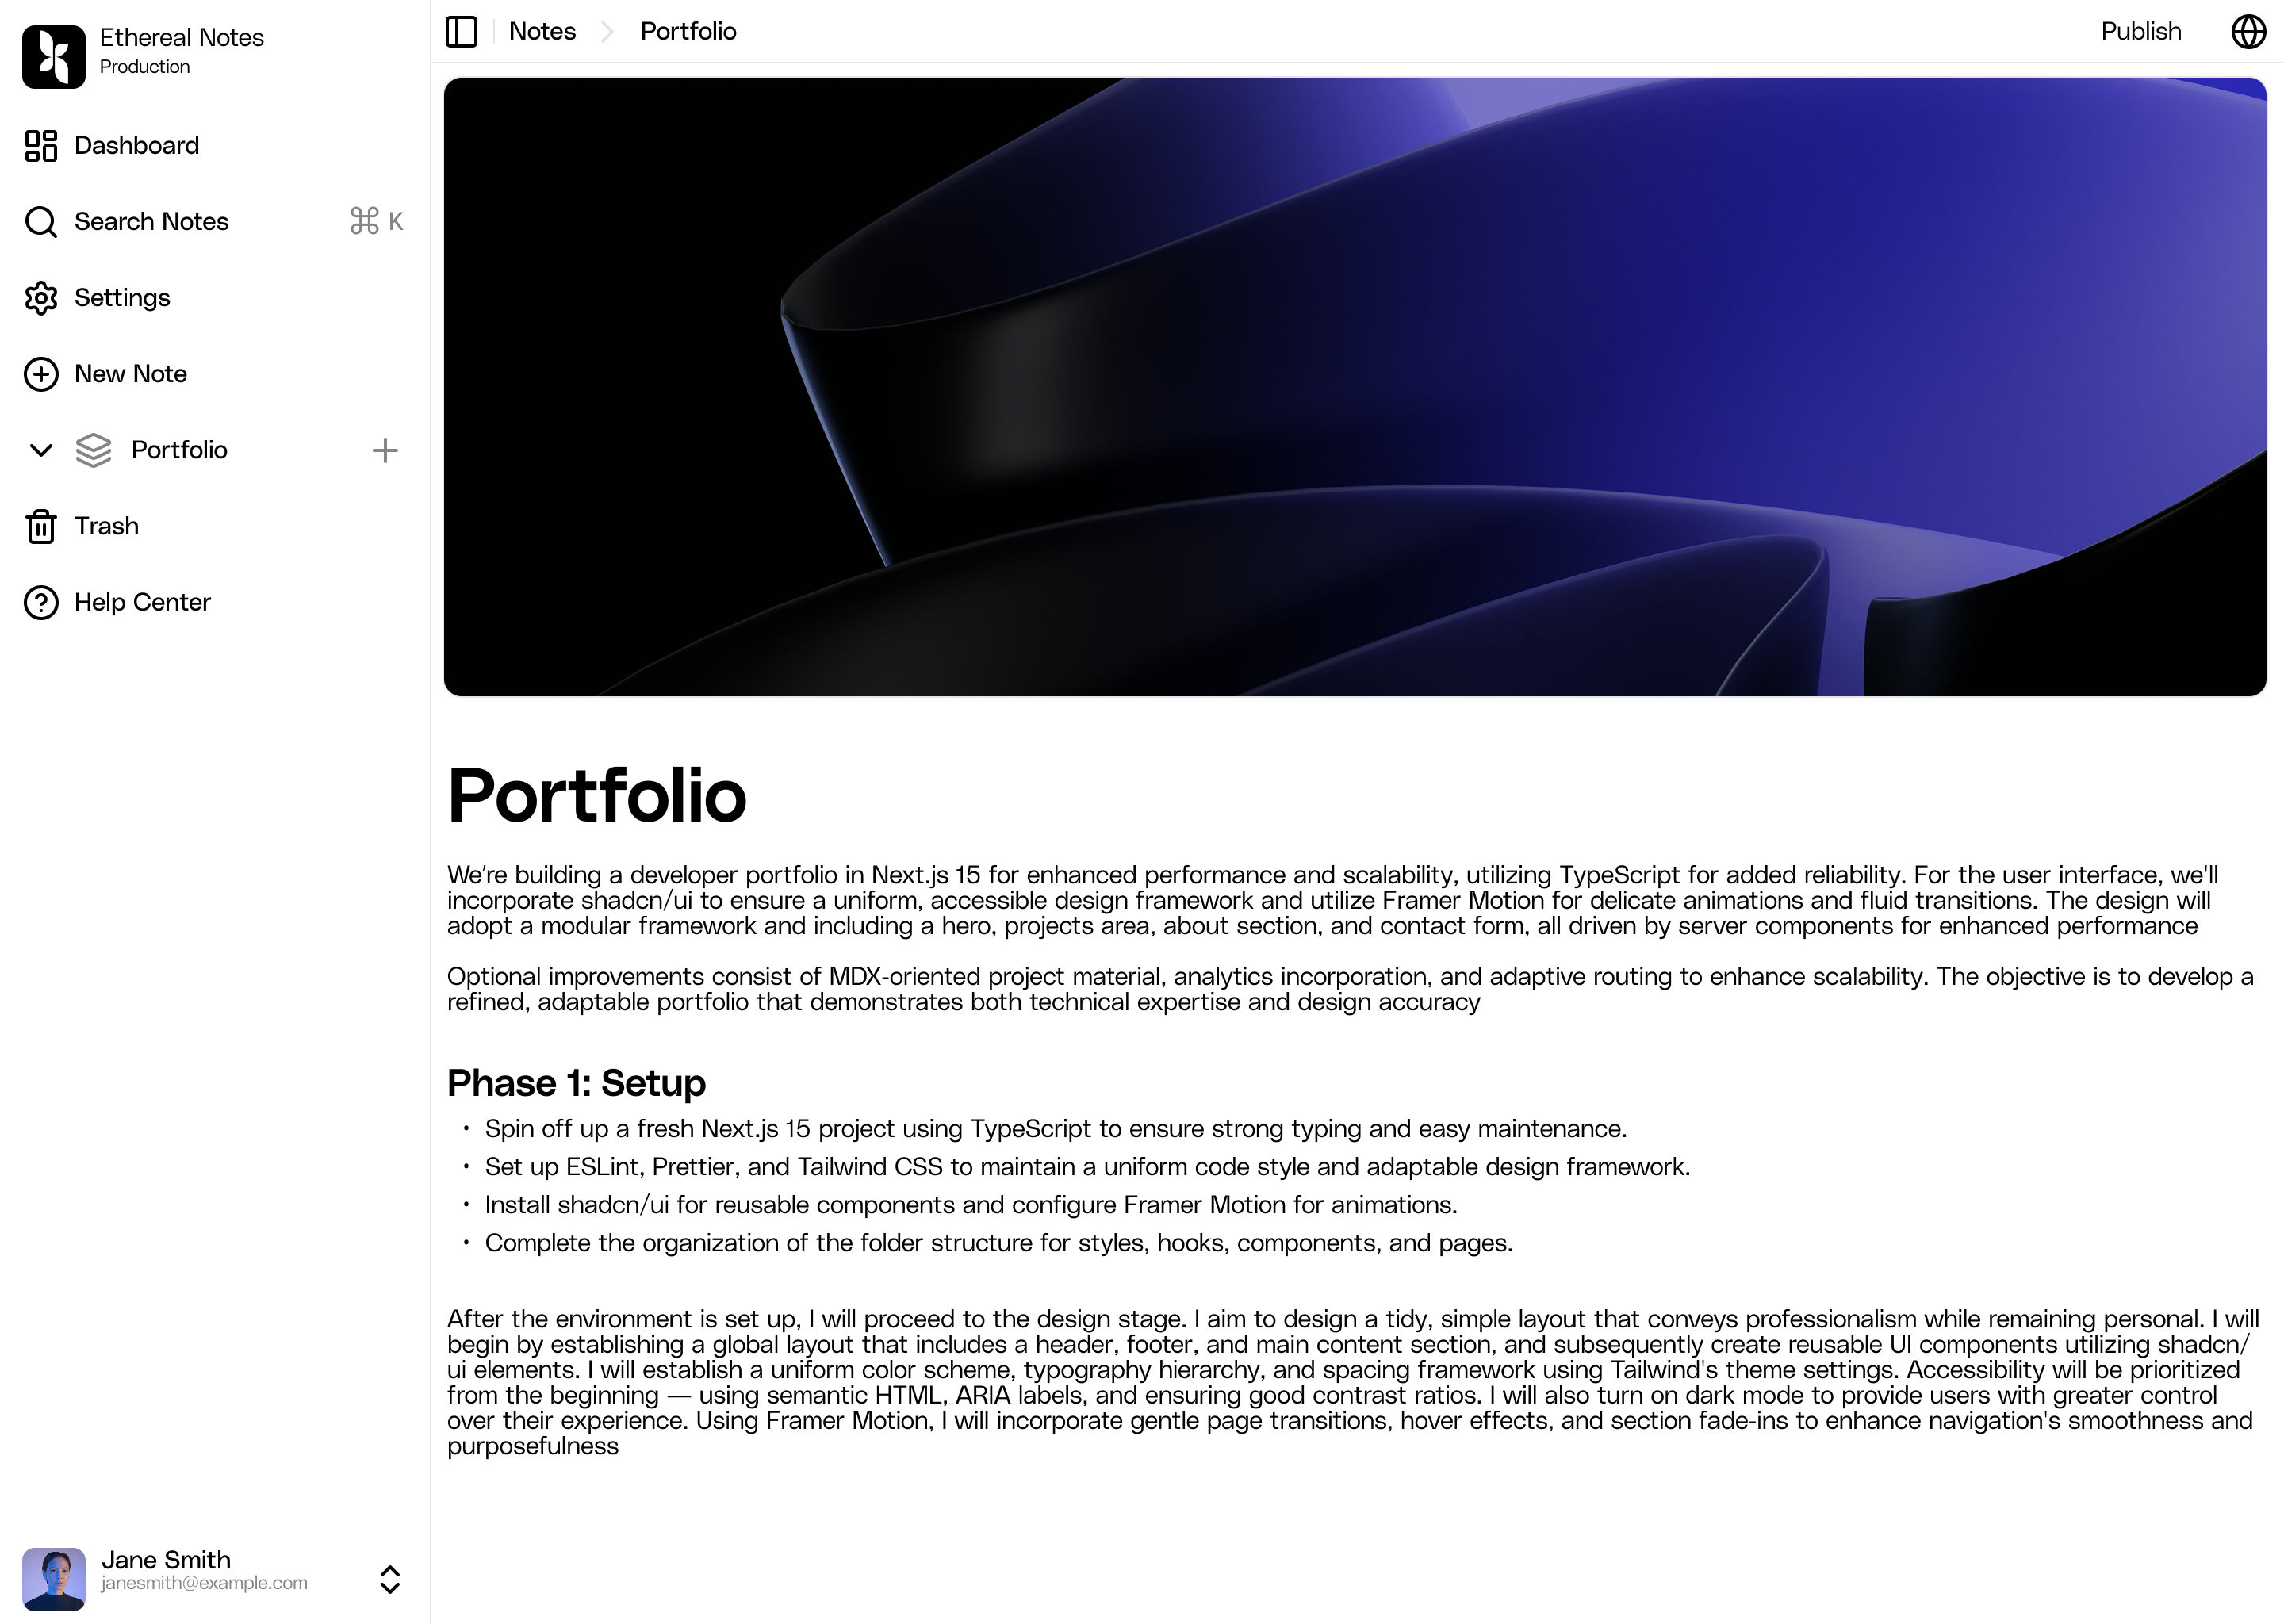 Ethereal Notes
Production
Dashboard
Search Notes ⌘ K
Settings
New Note
Portfolio
Trash
Help Center
Jane Smith
janesmith@example.com
Notes
Portfolio
Publish
Portfolio
We're building a developer portfolio in Next.js 15 for enhanced performance and scalability, utilizing TypeScript for added reliability. For the user interface, we'll
incorporate shadcn/ui to ensure a uniform, accessible design framework and utilize Framer Motion for delicate animations and fluid transitions. The design will
adopt a modular framework and including a hero, projects area, about section, and contact form, all driven by server components for enhanced performance
Optional improvements consist of MDX-oriented project material, analytics incorporation, and adaptive routing to enhance scalability. The objective is to develop a
refined, adaptable portfolio that demonstrates both technical expertise and design accuracy
Phase 1: Setup
• Spin off up a fresh Next.js 15 project using TypeScript to ensure strong typing and easy maintenance.
• Set up ESLint, Prettier, and Tailwind CSS to maintain a uniform code style and adaptable design framework.
• Install shadcn/ui for reusable components and configure Framer Motion for animations.
• Complete the organization of the folder structure for styles, hooks, components, and pages.
After the environment is set up, I will proceed to the design stage. I aim to design a tidy, simple layout that conveys professionalism while remaining personal. I will
begin by establishing a global layout that includes a header, footer, and main content section, and subsequently create reusable UI components utilizing shadcn/
ui elements. I will establish a uniform color scheme, typography hierarchy, and spacing framework using Tailwind's theme settings. Accessibility will be prioritized
from the beginning — using semantic HTML, ARIA labels, and ensuring good contrast ratios. I will also turn on dark mode to provide users with greater control
over their experience. Using Framer Motion, I will incorporate gentle page transitions, hover effects, and section fade-ins to enhance navigation's smoothness and
purposefulness